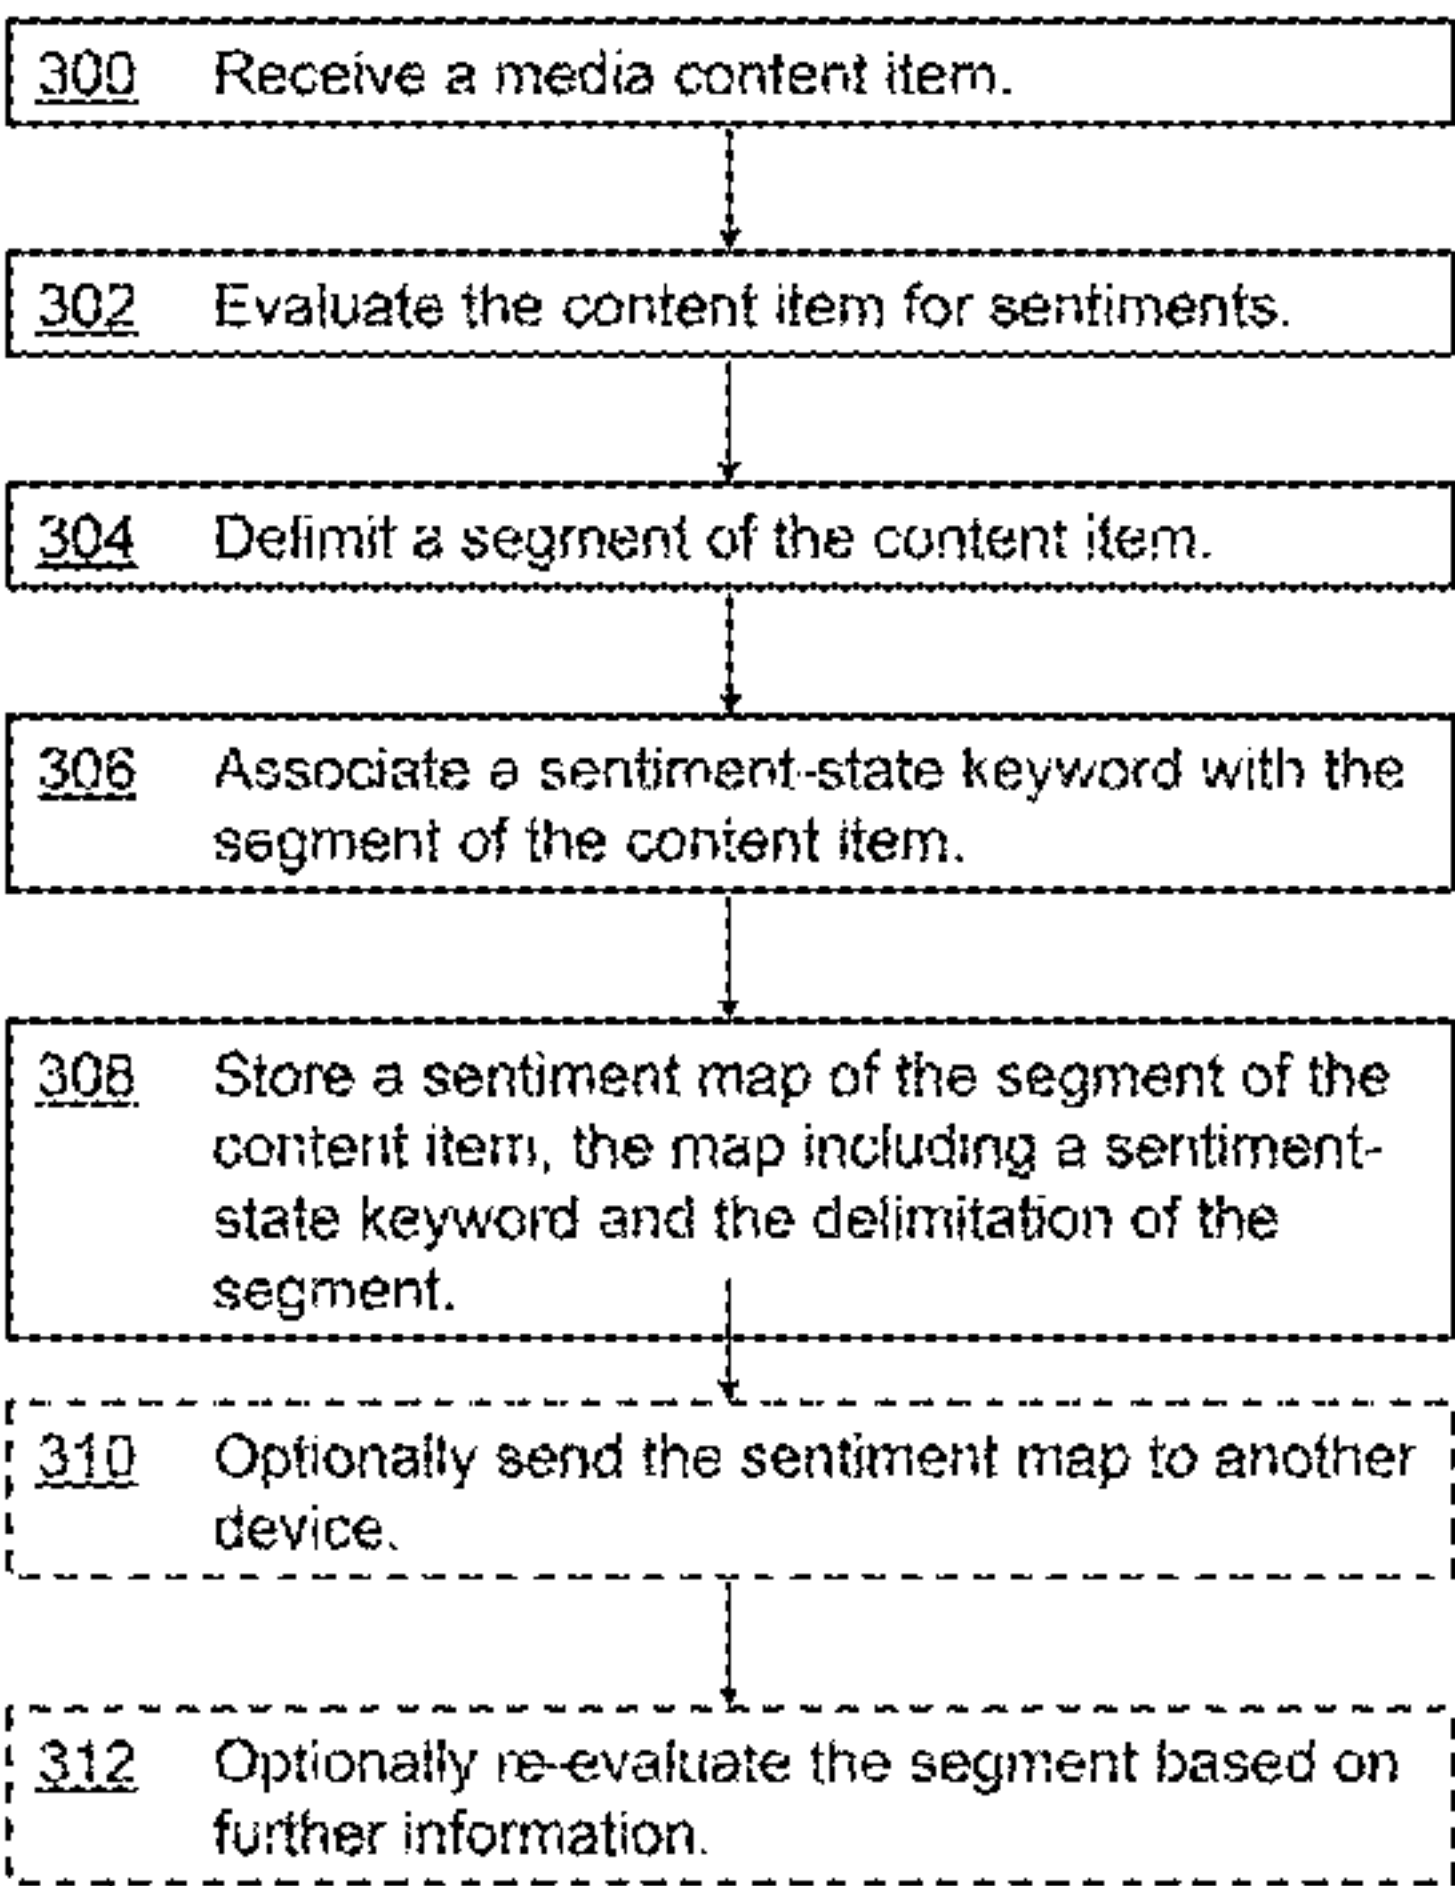 300 Receive a media content item.
302 Evaluate the content item for sentiments.
304 Delimit a segment of the content item.
306 Associate a sentiment-state keyword with the
segment of the content item.
308 Store a sentiment map of the segment of the
content item, the map including a sentiment-
state keyword and the delimitation of the
segment.
310 Optionally send the sentiment map to another
device.
312 Optionally re-evaluate the segment based on
further information.